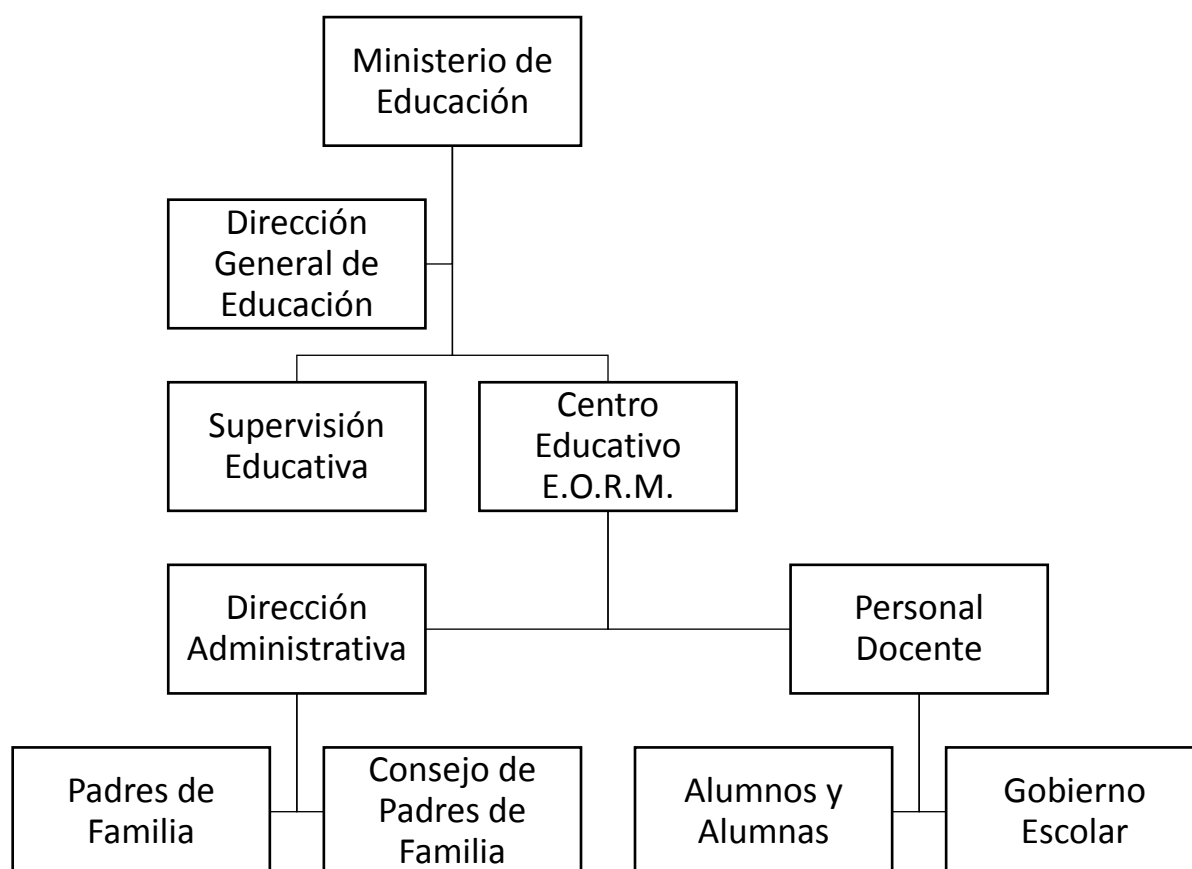 Ministerio de
Educación
Dirección
General de
Educación
Supervisión
Educativa
Centro
Educativo
E.O.R.M.
Dirección
Administrativa
Personal
Docente
Padres de
Familia
Consejo de
Padres de
Familia
Alumnos y
Alumnas
Gobierno
Escolar